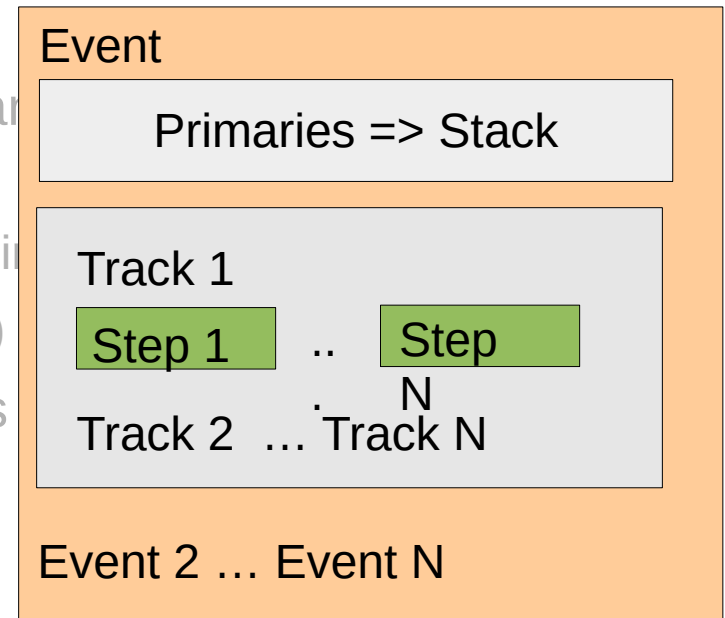 Event
Primaries => Stack
Track 1
Step 1 .. Step
. N
Track 2 … Track N
Event 2 … Event N